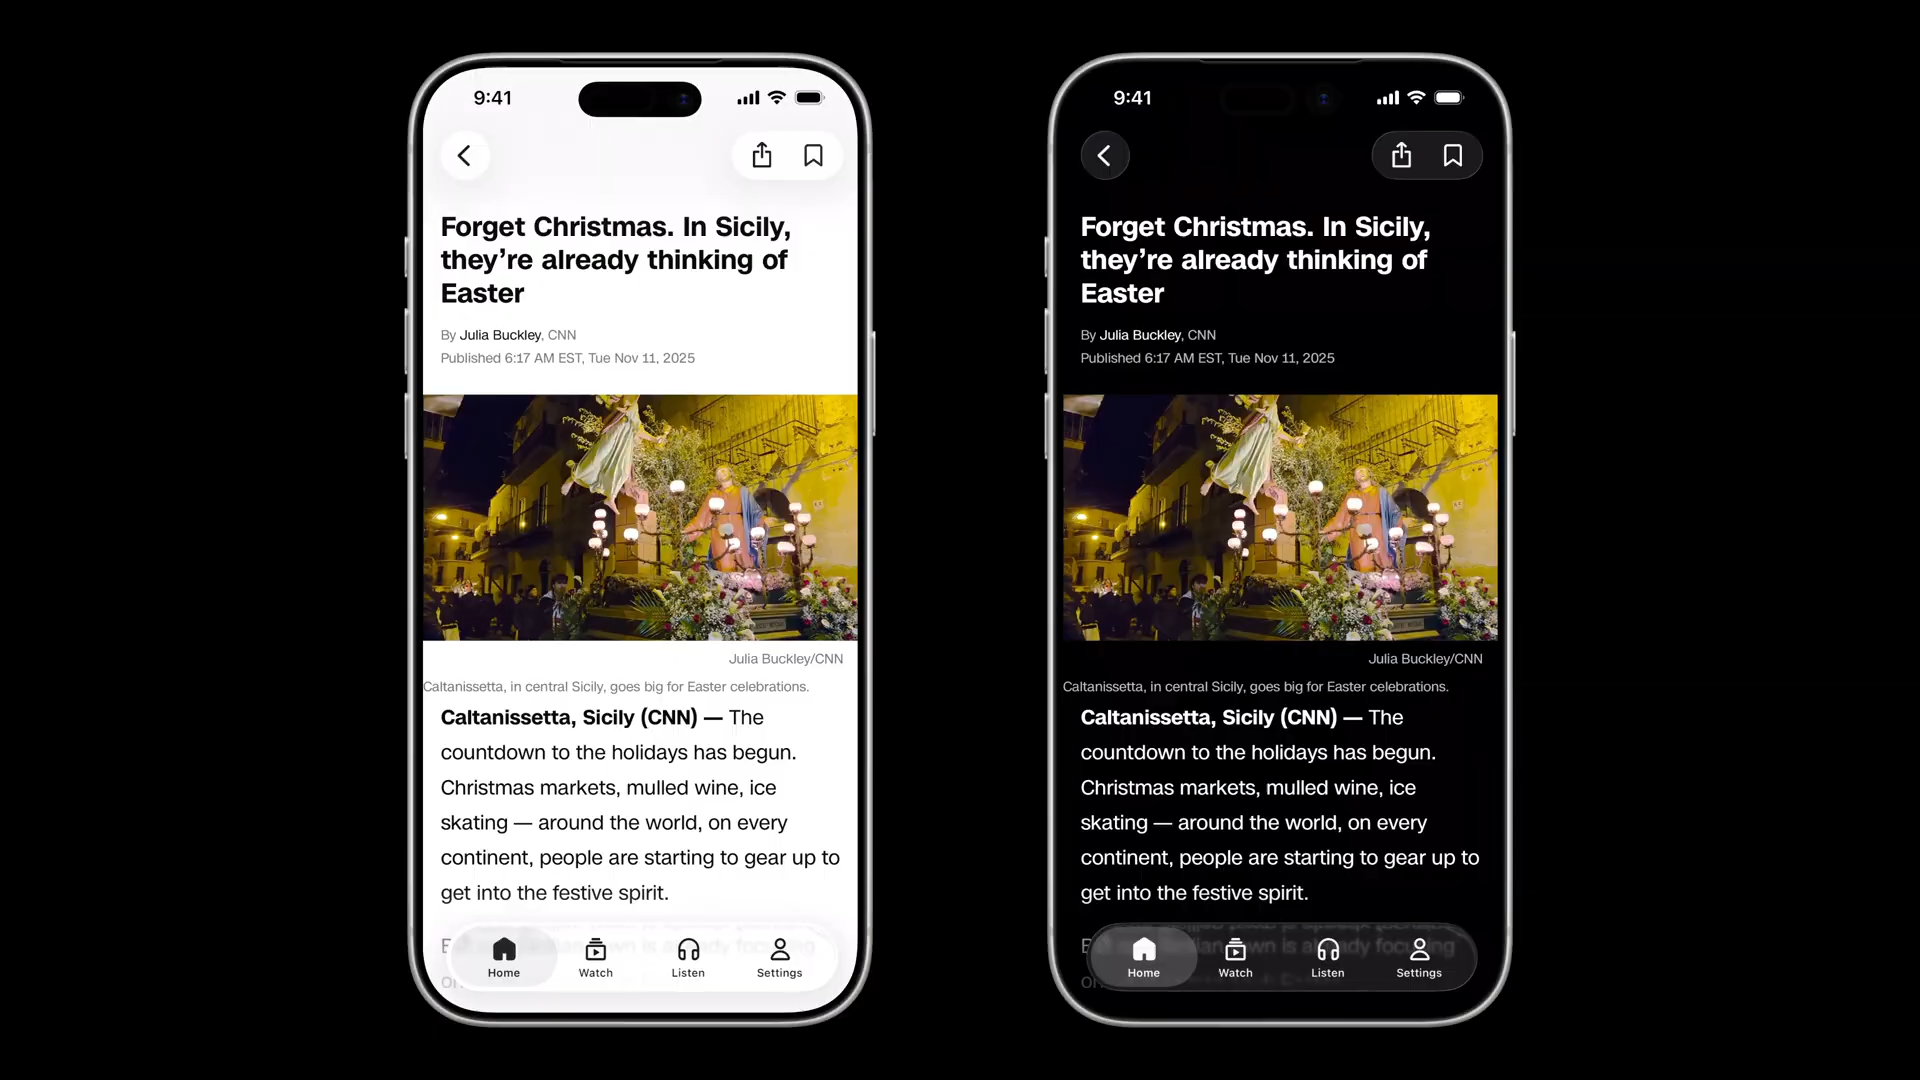 9:41
Forget Christmas. In Sicily,
they’re already thinking of
Easter
By Julia Buckley, CNN
Published 6:17 AM EST, Tue Nov 11, 2025
Julia Buckley/CNN
Caltanissetta, in central Sicily, goes big for Easter celebrations.
Caltanissetta, Sicily (CNN) — The
countdown to the holidays has begun.
Christmas markets, mulled wine, ice
skating — around the world, on every
continent, people are starting to gear up to
get into the festive spirit.
Home Watch Listen Settings
9:41
Forget Christmas. In Sicily,
they’re already thinking of
Easter
By Julia Buckley, CNN
Published 6:17 AM EST, Tue Nov 11, 2025
Julia Buckley/CNN
Caltanissetta, in central Sicily, goes big for Easter celebrations.
Caltanissetta, Sicily (CNN) — The
countdown to the holidays has begun.
Christmas markets, mulled wine, ice
skating — around the world, on every
continent, people are starting to gear up to
get into the festive spirit.
Home Watch Listen Settings